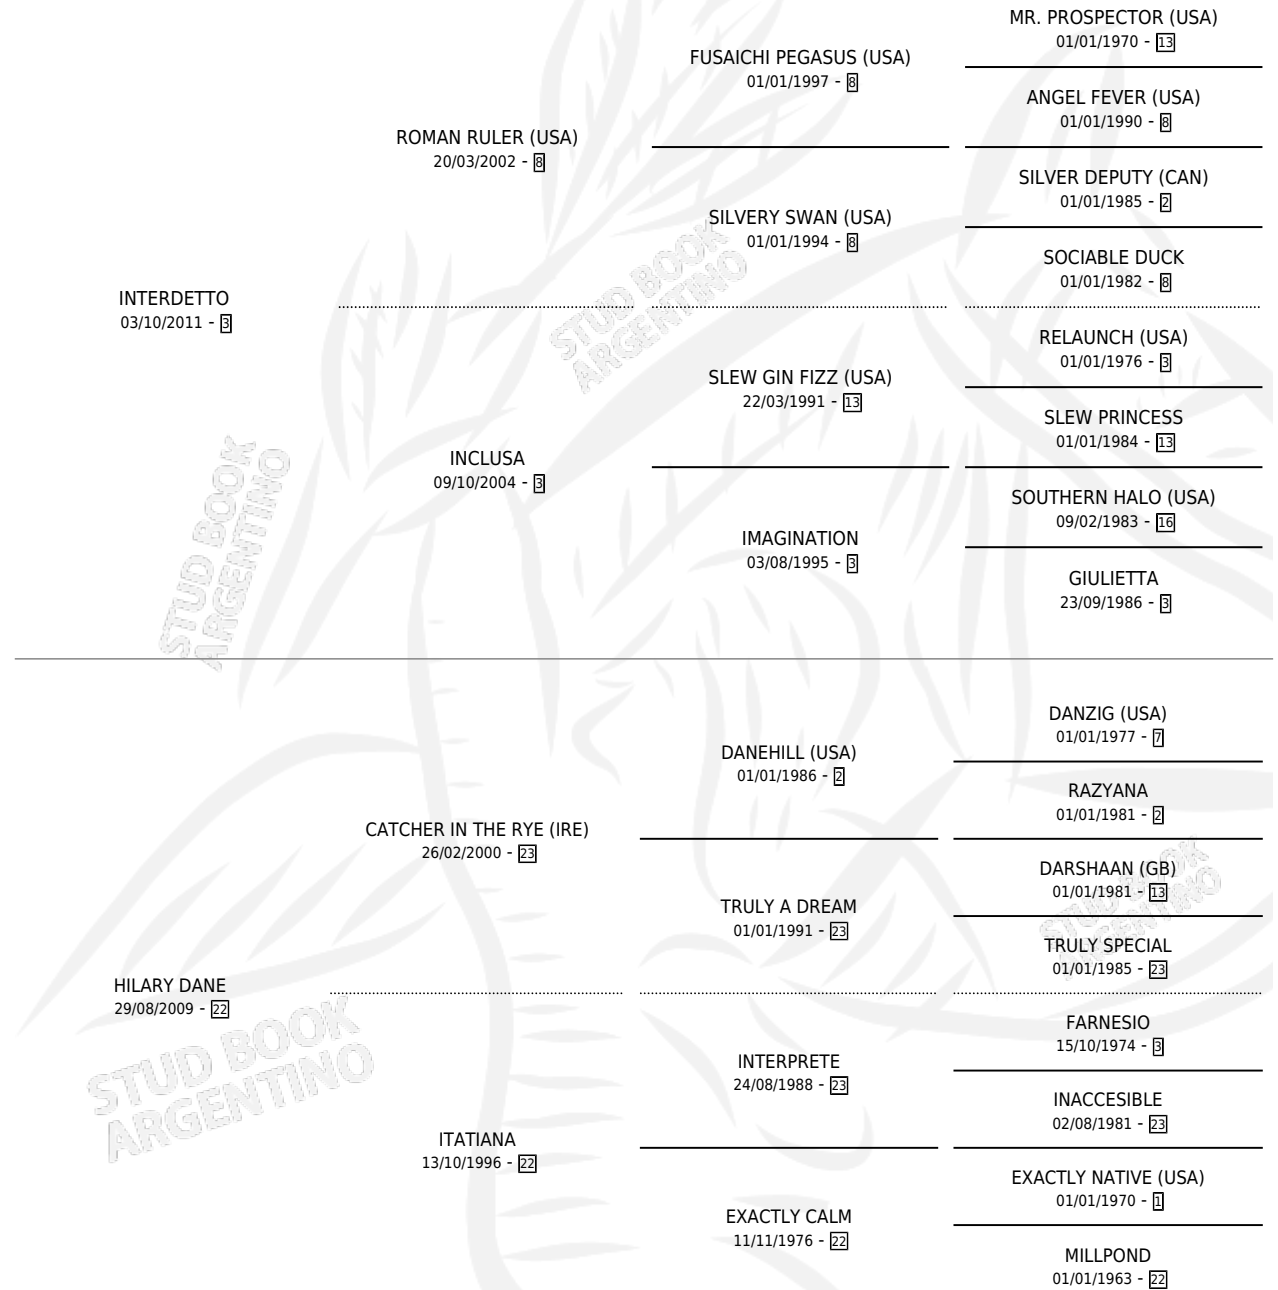 MR. PROSPECTOR (USA)
01/01/1970 - 13
FUSAICHI PEGASUS (USA)
01/01/1997 - 8
ANGEL FEVER (USA)
01/01/1990 - 8
ROMAN RULER (USA)
20/03/2002 - 8
SILVER DEPUTY (CAN)
01/01/1985 - 2
SILVERY SWAN (USA)
01/01/1994 - 8
SOCIABLE DUCK
01/01/1982 - 8
STUD BOOK
ARGENTINO
INTERDETTO
03/10/2011 - 3
RELAUNCH (USA)
01/01/1976 - 3
SLEW GIN FIZZ (USA)
22/03/1991 - 13
SLEW PRINCESS
01/01/1984 - 13
INCLUSA
09/10/2004 - 3
SOUTHERN HALO (USA)
09/02/1983 - 16
IMAGINATION
03/08/1995 - 3
GIULIETTA
23/09/1986 - 3
STUD BOOK
ARGENTINO
DANZIG (USA)
01/01/1977 - 7
DANEHILL (USA)
01/01/1986 - 2
RAZYANA
01/01/1981 - 2
CATCHER IN THE RYE (IRE)
26/02/2000 - 23
DARSHAAN (GB)
01/01/1981 - 13
TRULY A DREAM
01/01/1991 - 23
TRULY SPECIAL
01/01/1985 - 23
STUD BOOK
ARGENTINO
HILARY DANE
29/08/2009 - 22
FARNESIO
15/10/1974 - 3
INTERPRETE
24/08/1988 - 23
INACCESIBLE
02/08/1981 - 23
STUD BOOK
ARGENTINO
ITATIANA
13/10/1996 - 22
EXACTLY NATIVE (USA)
01/01/1970 - 1
EXACTLY CALM
11/11/1976 - 22
MILLPOND
01/01/1963 - 22